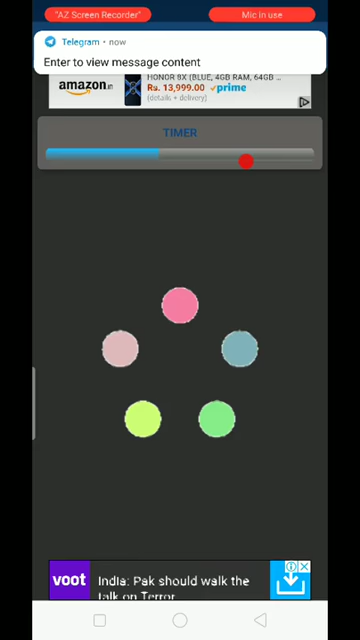 "AZ Screen Recorder"
Mic in use
Telegram • now
Enter to view message content
amazon.in
HONOR 8X (BLUE, 4GB RAM, 64GB ...
Rs. 13,999.00 prime
(details + delivery)
TIMER
voot
India: Pak should walk the
talk on Terror